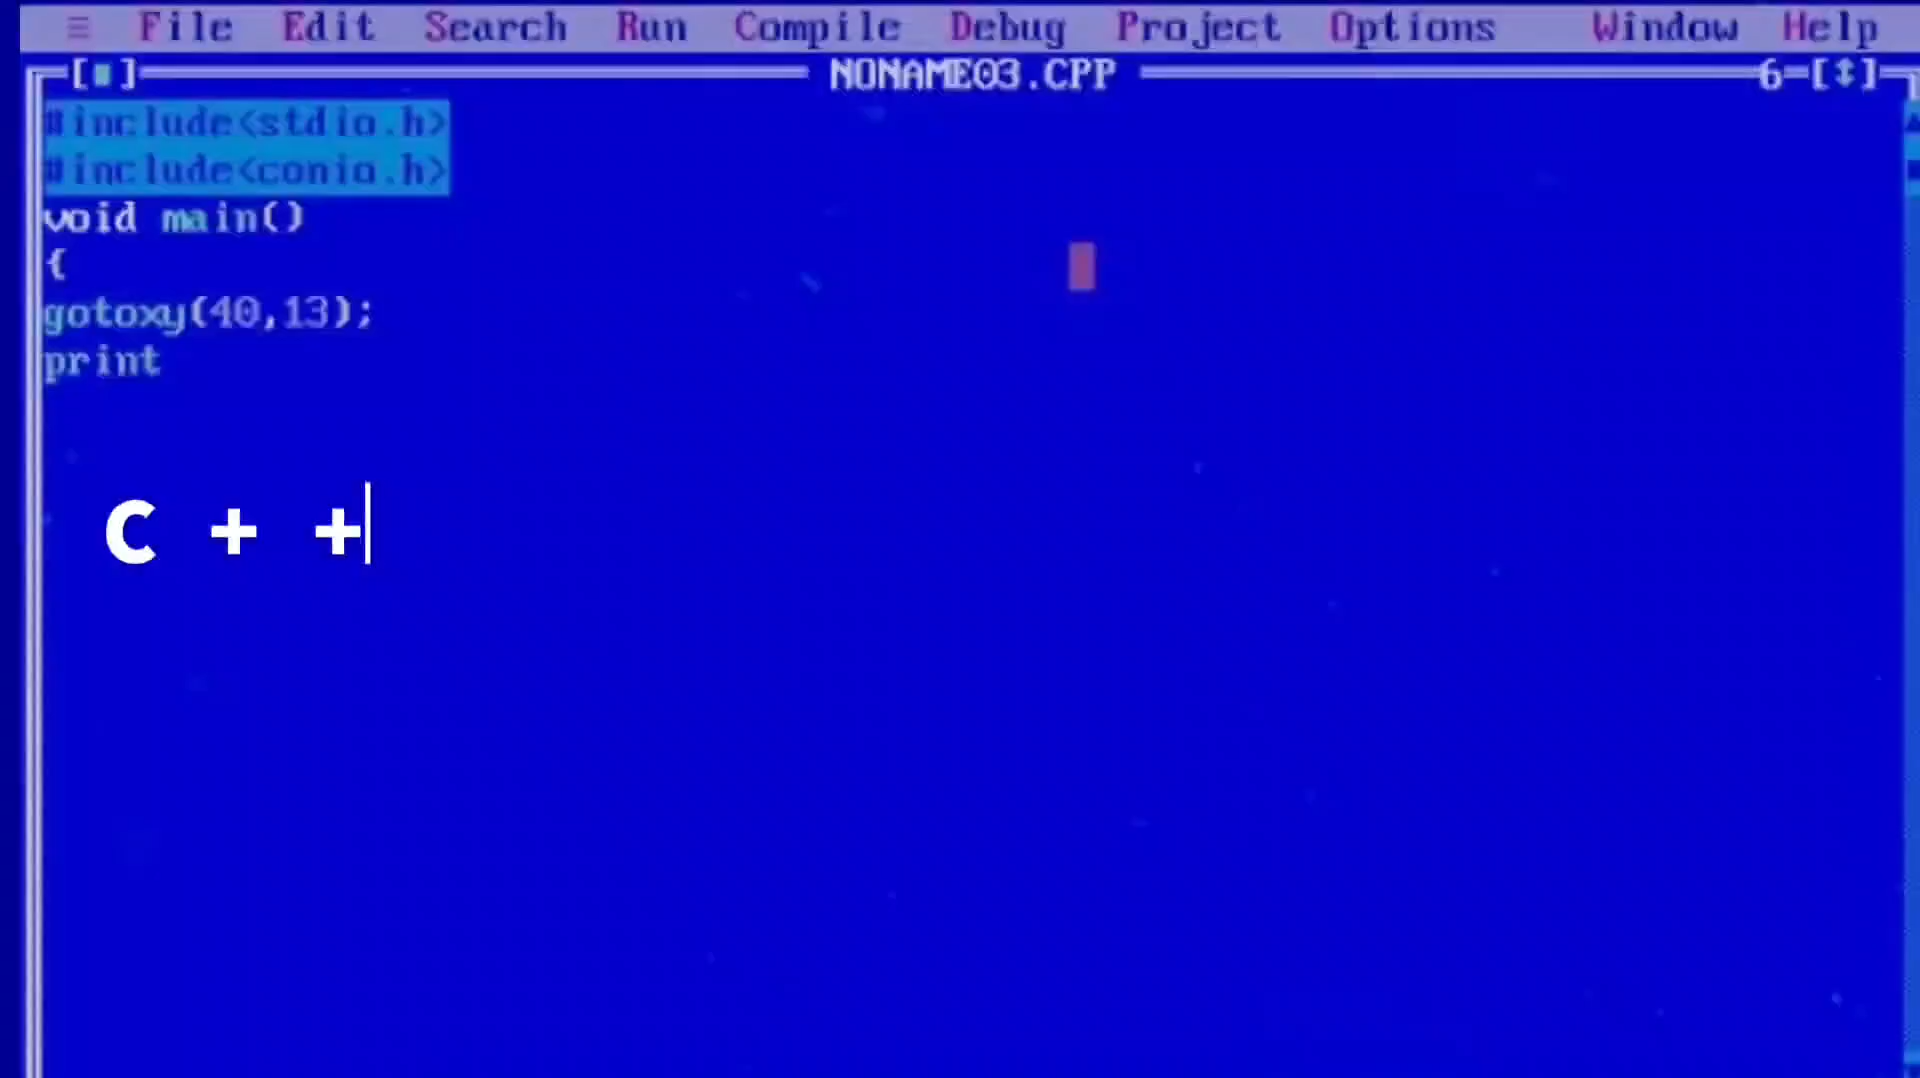 ≡ File Edit Search Run Compile Debug Project Options Window Help
[■] NONAME03.CPP 6=[↕]
#include<stdio.h>
#include<conio.h>
void main()
{
gotoxy(40,13);
print
C + +